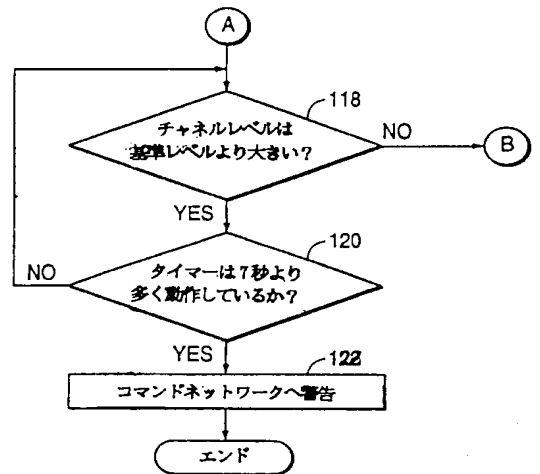 A
118
チャネルレベルは
基準レベルより大きい？
NO
B
YES
120
タイマーは7秒より
多く動作しているか？
NO
YES
122
コマンドネットワークへ警告
エンド